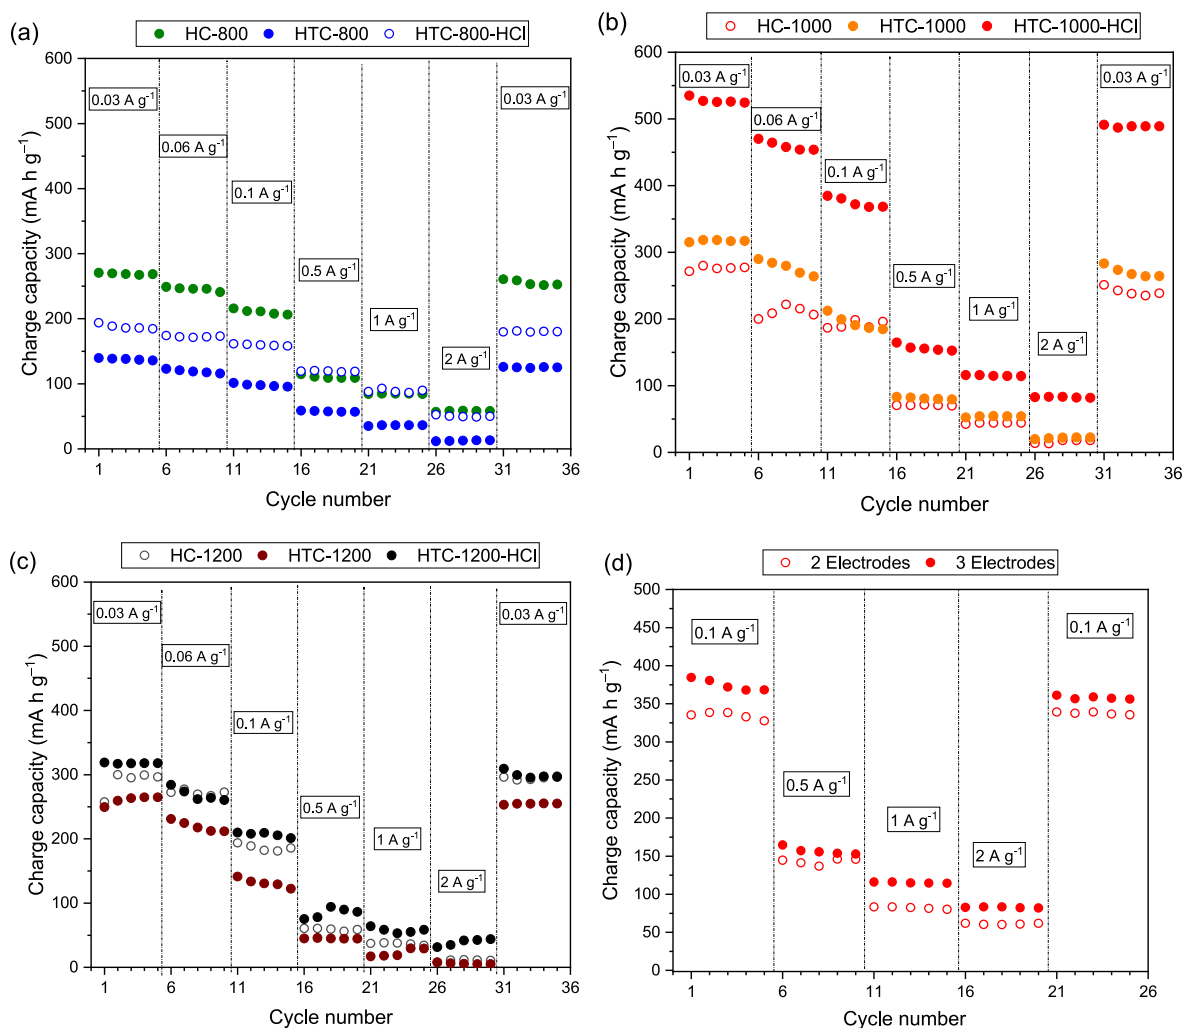 (a)
HC-800 HTC-800 HTC-800-HCl
600
500
400
300
200
100
0
Charge capacity (mA h g⁻¹)
0.03 A g⁻¹
0.06 A g⁻¹
0.1 A g⁻¹
0.5 A g⁻¹
1 A g⁻¹
2 A g⁻¹
0.03 A g⁻¹
1 6 11 16 21 26 31 36
Cycle number
(b)
HC-1000 HTC-1000 HTC-1000-HCl
600
500
400
300
200
100
0
Charge capacity (mA h g⁻¹)
0.03 A g⁻¹
0.06 A g⁻¹
0.1 A g⁻¹
0.5 A g⁻¹
1 A g⁻¹
2 A g⁻¹
0.03 A g⁻¹
1 6 11 16 21 26 31 36
Cycle number
(c)
HC-1200 HTC-1200 HTC-1200-HCl
600
500
400
300
200
100
0
Charge capacity (mA h g⁻¹)
0.03 A g⁻¹
0.06 A g⁻¹
0.1 A g⁻¹
0.5 A g⁻¹
1 A g⁻¹
2 A g⁻¹
0.03 A g⁻¹
1 6 11 16 21 26 31 36
Cycle number
(d)
2 Electrodes 3 Electrodes
500
450
400
350
300
250
200
150
100
50
0
Charge capacity (mA h g⁻¹)
0.1 A g⁻¹
0.5 A g⁻¹
1 A g⁻¹
2 A g⁻¹
0.1 A g⁻¹
1 6 11 16 21 26
Cycle number